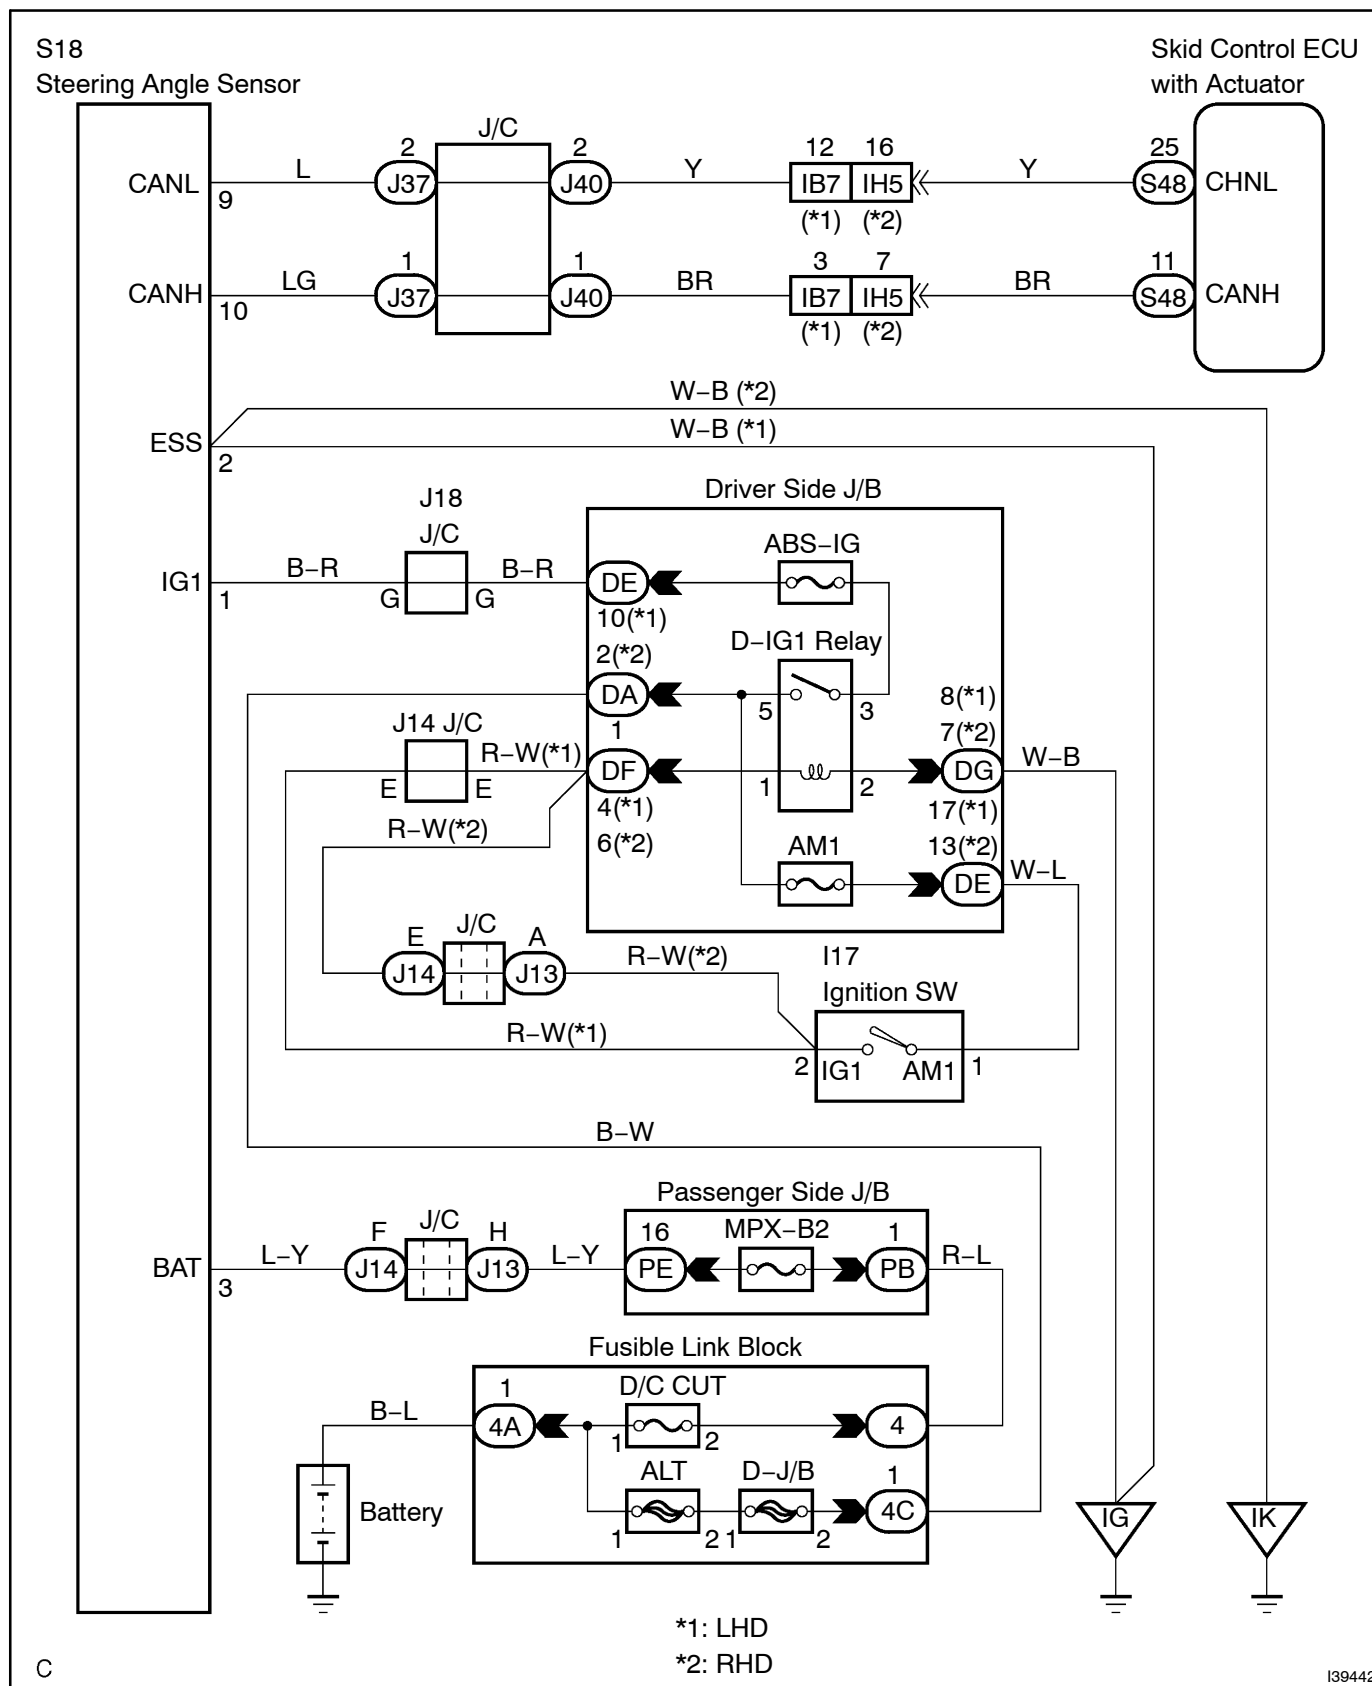 S18
Steering Angle Sensor
Skid Control ECU
with Actuator
J/C
2
2
12
16
25
CANL
9
L
J37
J40
Y
IB7
IH5
Y
S48
CHNL
(*1)
(*2)
1
1
3
7
11
CANH
10
LG
J37
J40
BR
IB7
IH5
BR
S48
CANH
(*1)
(*2)
W–B (*2)
W–B (*1)
ESS
2
Driver Side J/B
J18
J/C
ABS–IG
IG1
1
B–R
G
G
B–R
DE
10(*1)
2(*2)
D–IG1 Relay
DA
1
5
3
8(*1)
7(*2)
J14 J/C
E
E
R–W(*1)
DF
1
2
DG
W–B
4(*1)
6(*2)
17(*1)
13(*2)
R–W(*2)
AM1
DE
W–L
E
J/C
A
J14
J13
R–W(*2)
I17
Ignition SW
R–W(*1)
2
IG1
AM1
1
B–W
Passenger Side J/B
F
J/C
H
16
MPX–B2
1
BAT
3
L–Y
J14
J13
L–Y
PE
PB
R–L
Fusible Link Block
1
D/C CUT
B–L
4A
1
2
4
ALT
D–J/B
1
Battery
1
2
1
2
4C
IG
IK
*1: LHD
*2: RHD
C
I39442